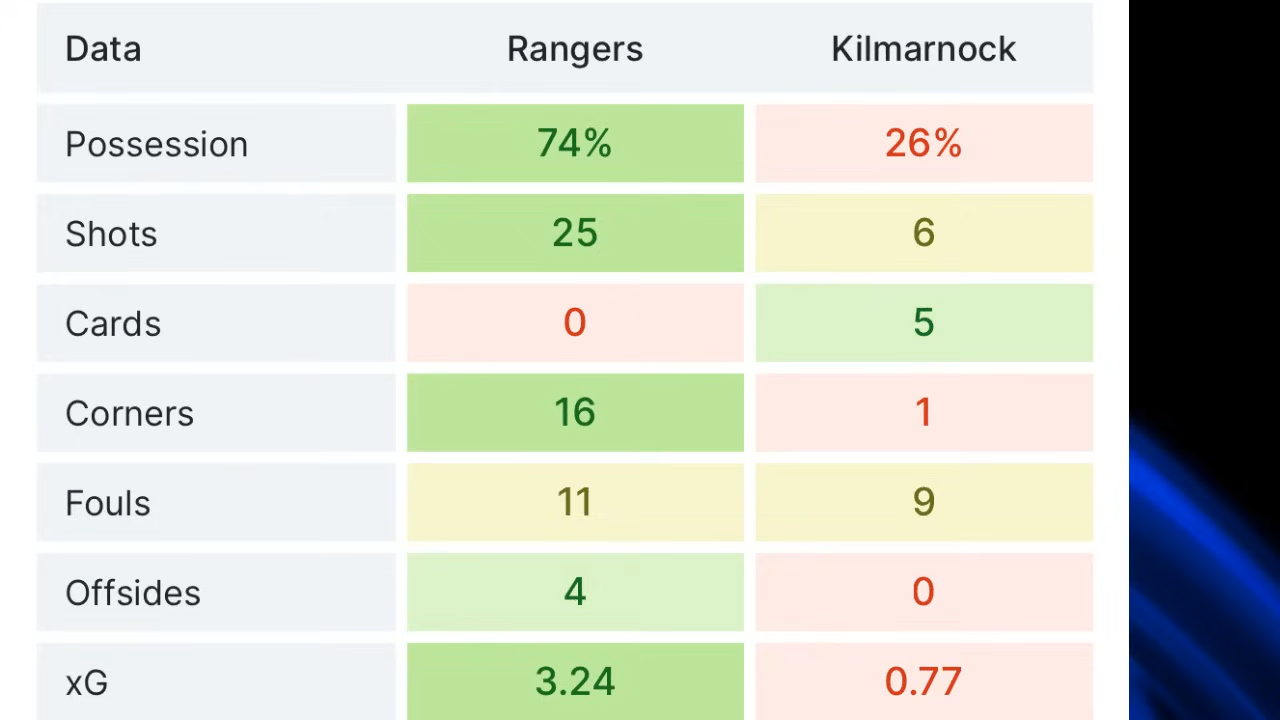 Data Rangers Kilmarnock
Possession 74% 26%
Shots 25 6
Cards 0 5
Corners 16 1
Fouls 11 9
Offsides 4 0
xG 3.24 0.77